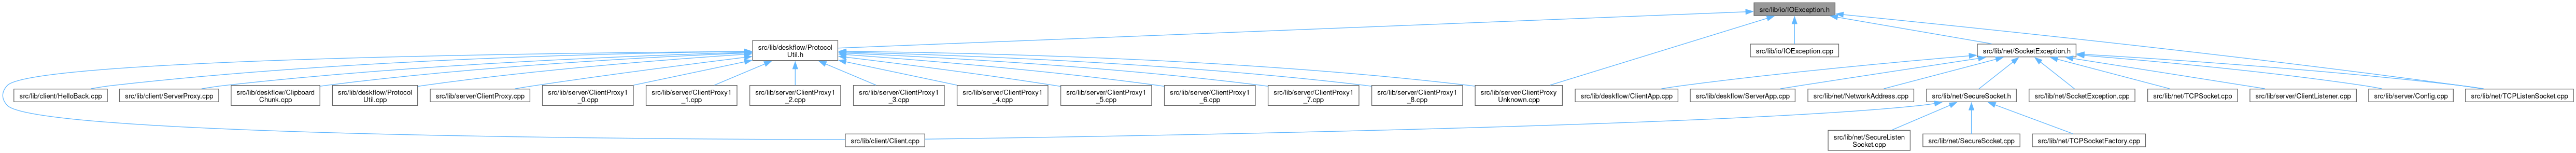 src/lib/io/IOException.h
src/lib/deskflow/Protocol
Util.h
src/lib/io/IOException.cpp
src/lib/net/SocketException.h
src/lib/client/HelloBack.cpp
src/lib/client/ServerProxy.cpp
src/lib/deskflow/Clipboard
Chunk.cpp
src/lib/deskflow/Protocol
Util.cpp
src/lib/server/ClientProxy.cpp
src/lib/server/ClientProxy1
_0.cpp
src/lib/server/ClientProxy1
_1.cpp
src/lib/server/ClientProxy1
_2.cpp
src/lib/server/ClientProxy1
_3.cpp
src/lib/server/ClientProxy1
_4.cpp
src/lib/server/ClientProxy1
_5.cpp
src/lib/server/ClientProxy1
_6.cpp
src/lib/server/ClientProxy1
_7.cpp
src/lib/server/ClientProxy1
_8.cpp
src/lib/server/ClientProxy
Unknown.cpp
src/lib/deskflow/ClientApp.cpp
src/lib/deskflow/ServerApp.cpp
src/lib/net/NetworkAddress.cpp
src/lib/net/SecureSocket.h
src/lib/net/SocketException.cpp
src/lib/net/TCPSocket.cpp
src/lib/server/ClientListener.cpp
src/lib/server/Config.cpp
src/lib/net/TCPListenSocket.cpp
src/lib/client/Client.cpp
src/lib/net/SecureListen
Socket.cpp
src/lib/net/SecureSocket.cpp
src/lib/net/TCPSocketFactory.cpp